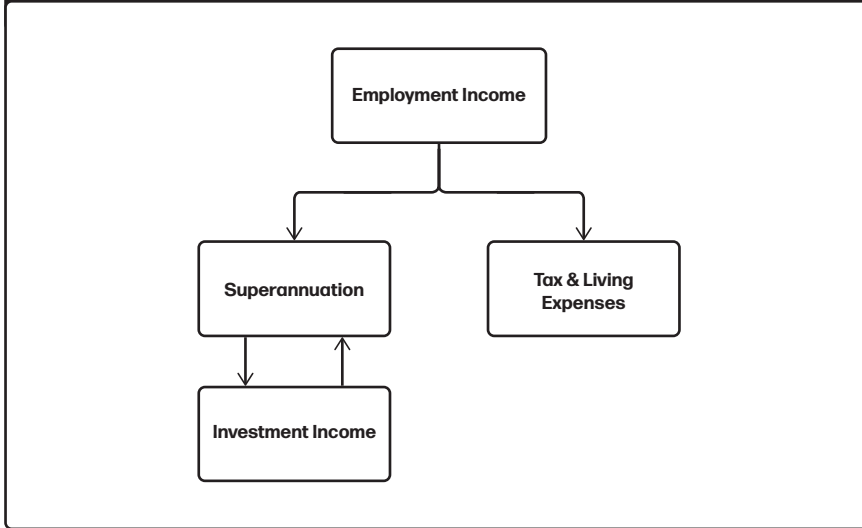 Employment Income
Superannuation
Tax & Living
Expenses
Investment Income